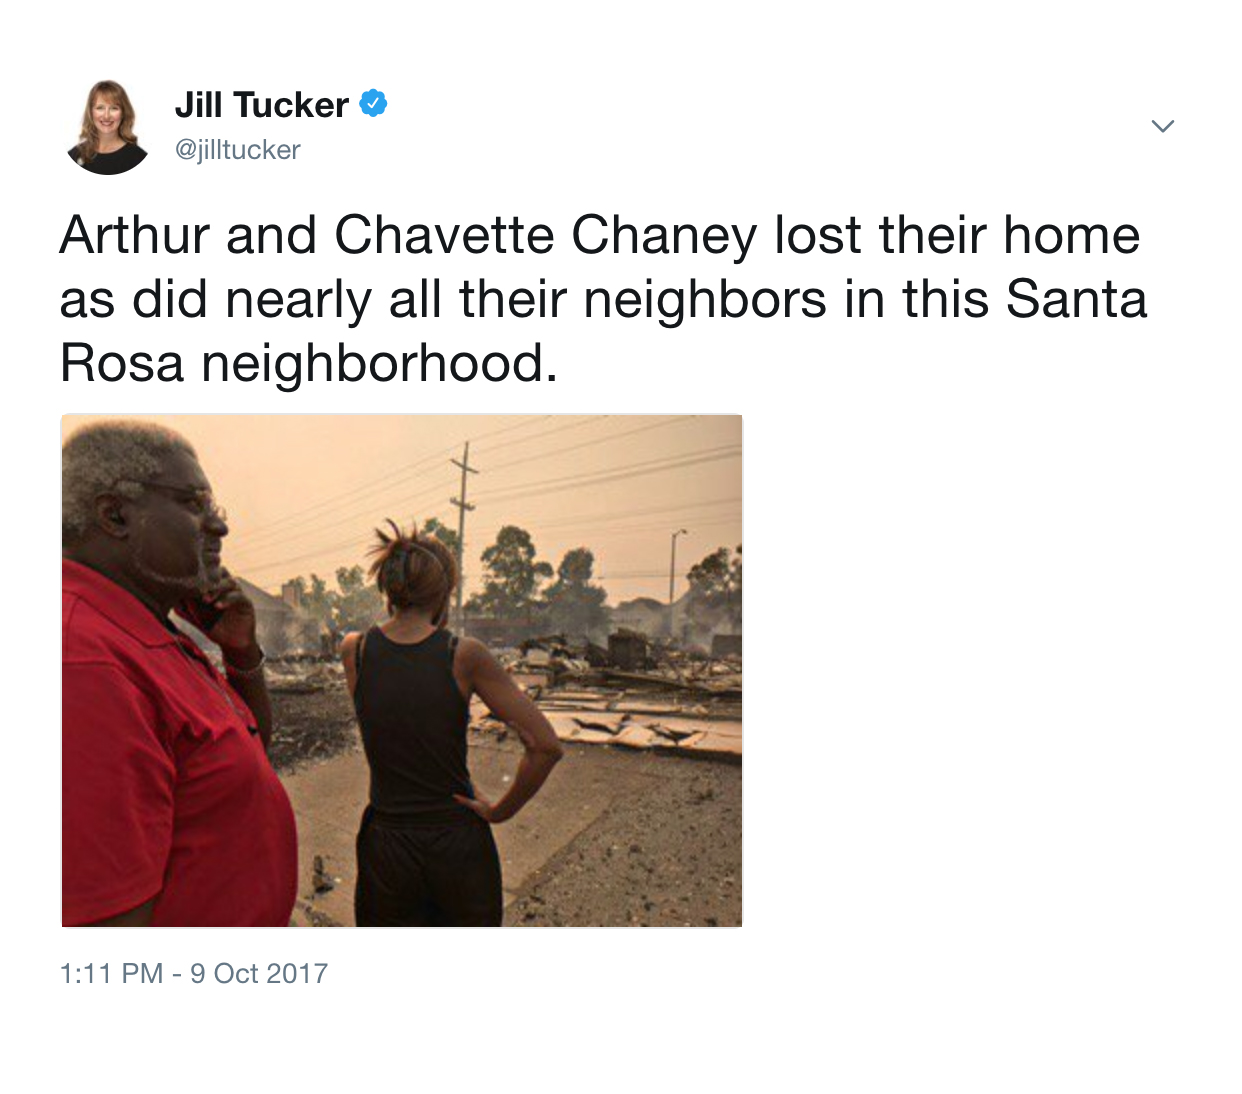 Jill Tucker
@jilltucker
Arthur and Chavette Chaney lost their home
as did nearly all their neighbors in this Santa
Rosa neighborhood.
1:11 PM - 9 Oct 2017